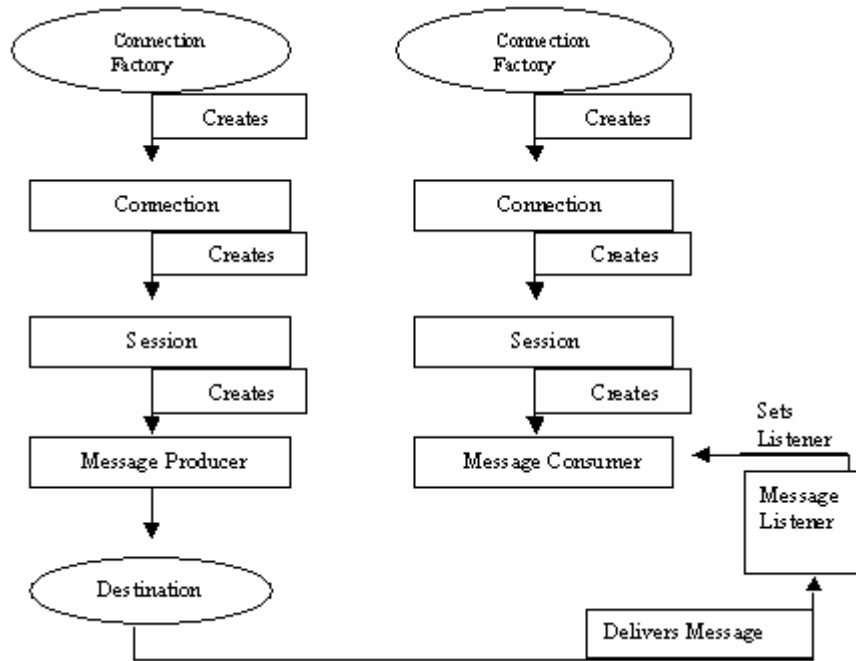 Connection
Factory
Creates
Connection
Creates
Session
Creates
Message Producer
Destination
Connection
Factory
Creates
Connection
Creates
Session
Creates
Message Consumer
Sets
Listener
Message
Listener
Delivers Message